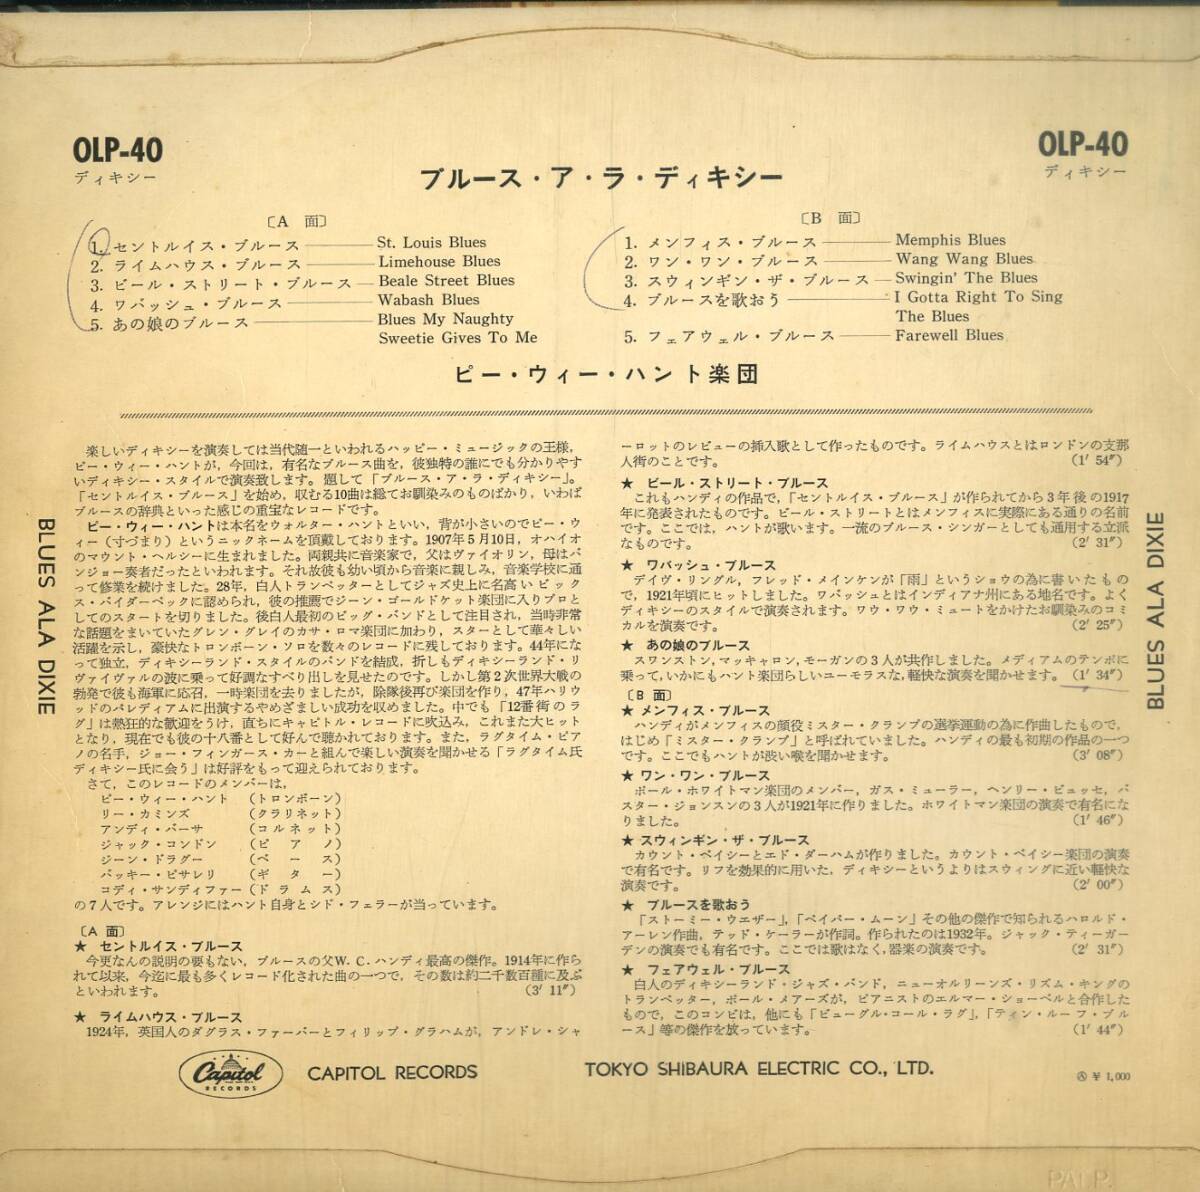 OLP-40
ディキシー
OLP-40
ディキシー
ブルース・ア・ラ・ディキシー
〔A 面〕
1. セントルイス・ブルース St. Louis Blues
2. ライムハウス・ブルース Limehouse Blues
3. ビール・ストリート・ブルース Beale Street Blues
4. ワバッシュ・ブルース Wabash Blues
5. あの娘のブルース Blues My Naughty
Sweetie Gives To Me
〔B 面〕
1. メンフィス・ブルース Memphis Blues
2. ワン・ワン・ブルース Wang Wang Blues
3. スウィンギン・ザ・ブルース Swingin' The Blues
4. ブルースを歌おう I Gotta Right To Sing
The Blues
5. フェアウェル・ブルース Farewell Blues
ピー・ウィー・ハント楽団
BLUES ALA DIXIE
楽しいディキシーを演奏しては当代随一といわれるハッピー・ミュージックの王様，
ピー・ウィー・ハントが，今回は，有名なブルース曲を，彼独特の誰にでも分かりやす
いディキシー・スタイルで演奏致します。題して「ブルース・ア・ラ・ディキシー」。
「セントルイス・ブルース」を始め，収むる10曲は総てお馴染みのものばかり，いわば
ブルースの辞典といった感じの重宝なレコードです。
ピー・ウィー・ハントは本名をウォルター・ハントといい，背が小さいのでピー・ウ
ィー（寸づまり）というニックネームを頂戴しております。1907年5月10日，オハイオ
のマウント・ヘルシーに生まれました。両親共に音楽家で，父はヴァイオリン，母はバ
ンジョー奏者だったといわれます。それ故彼も幼い頃から音楽に親しみ，音楽学校に通
って修業を続けました。28年，白人トランペッターとしてジャズ史上に名高いビック
ス・バイダーベックに認められ，彼の推薦でジーン・ゴールドケット楽団に入りプロと
してのスタートを切りました。後白人最初のビッグ・バンドとして注目され，当時非常
な話題をまいていたグレン・グレイのカサ・ロマ楽団に加わり，スターとして華々しい
活躍を示し，豪快なトロンボーン・ソロを数々のレコードに残しております。44年にな
って独立，ディキシーランド・スタイルのバンドを結成，折しもディキシーランド・リ
ヴァイヴァルの波に乗って好調なすべり出しを見せたのです。しかし第2次世界大戦の
勃発で彼も海軍に応召，一時楽団を去りましたが，除隊後再び楽団を作り，47年ハリウ
ッドのパレディアムに出演するやめざましい成功を収めました。中でも「12番街のラ
グ」は熱狂的な歓迎をうけ，直ちにキャピトル・レコードに吹込み，これまた大ヒット
となり，現在でも彼の十八番として好んで聴かれております。また，ラグタイム・ピア
ノの名手，ジョー・フィンガース・カーと組んで楽しい演奏を聞かせる「ラグタイム氏
ディキシー氏に会う」は好評をもって迎えられております。
さて，このレコードのメンバーは，
ピー・ウィー・ハント （トロンボーン）
リー・カミンズ （クラリネット）
アンディ・バーサ （コルネット）
ジャック・コンドン （ピアノ）
ジーン・ドラグー （ベース）
バッキー・ピサレリ （ギター）
コディ・サンディファー （ドラムス）
の7人です。アレンジにはハント自身とシド・フェラーが当っています。
〔A 面〕
★ セントルイス・ブルース
今更なんの説明の要もない，ブルースの父W. C. ハンディ最高の傑作。1914年に作ら
れて以来，今迄に最も多くレコード化された曲の一つで，その数は約二千数百種に及ぶ
といわれます。 （3′ 11″）
★ ライムハウス・ブルース
1924年，英国人のダグラス・ファーバーとフィリップ・グラハムが，アンドレ・シャ
ーロットのレビューの挿入歌として作ったものです。ライムハウスとはロンドンの支那
人街のことです。 （1′ 54″）
★ ビール・ストリート・ブルース
これもハンディの作品で，「セントルイス・ブルース」が作られてから3年後の1917
年に発表されたものです。ビール・ストリートとはメンフィスに実際にある通りの名前
です。ここでは，ハントが歌います。一流のブルース・シンガーとしても通用する立派
なものです。 （2′ 31″）
★ ワバッシュ・ブルース
デイヴ・リングル，フレッド・メインケンが「雨」というショウの為に書いたもの
で，1921年頃にヒットしました。ワバッシュとはインディアナ州にある地名です。よく
ディキシーのスタイルで演奏されます。ワウ・ワウ・ミュートをかけたお馴染みのコミ
カルを演奏です。 （2′ 25″）
★ あの娘のブルース
スワンストン，マッキャロン，モーガンの3人が共作しました。メディアムのテンポに
乗って，いかにもハント楽団らしいユーモラスな，軽快な演奏を聞かせます。 （1′ 34″）
〔B 面〕
★ メンフィス・ブルース
ハンディがメンフィスの顔役ミスター・クランプの選挙運動の為に作曲したもので，
はじめ「ミスター・クランプ」と呼ばれていました。ハンディの最も初期の作品の一つ
です。ここでもハントが渋い喉を聞かせます。 （3′ 08″）
★ ワン・ワン・ブルース
ポール・ホワイトマン楽団のメンバー，ガス・ミューラー，ヘンリー・ビュッセ，バ
スター・ジョンスンの3人が1921年に作りました。ホワイトマン楽団の演奏で有名にな
りました。 （1′ 46″）
★ スウィンギン・ザ・ブルース
カウント・ベイシーとエド・ダーハムが作りました。カウント・ベイシー楽団の演奏
で有名です。リフを効果的に用いた，ディキシーというよりはスウィングに近い軽快な
演奏です。 （2′ 00″）
★ ブルースを歌おう
「ストーミー・ウエザー」，「ペイパー・ムーン」その他の傑作で知られるハロルド・
アーレン作曲，テッド・ケーラーが作詞。作られたのは1932年。ジャック・ティーガー
デンの演奏でも有名です。ここでは歌はなく，器楽の演奏です。 （2′ 31″）
★ フェアウェル・ブルース
白人のディキシーランド・ジャズ・バンド，ニューオルリーンズ・リズム・キングの
トランペッター，ポール・メアーズが，ピアニストのエルマー・ショーベルと合作した
もので，このコンビは，他にも「ビューグル・コール・ラグ」，「ティン・ルーフ・ブル
ース」等の傑作を放っています。 （1′ 44″）
BLUES ALA DIXIE
Capitol
RECORDS
CAPITOL RECORDS
TOKYO SHIBAURA ELECTRIC CO., LTD.
Ⓐ ¥ 1,000